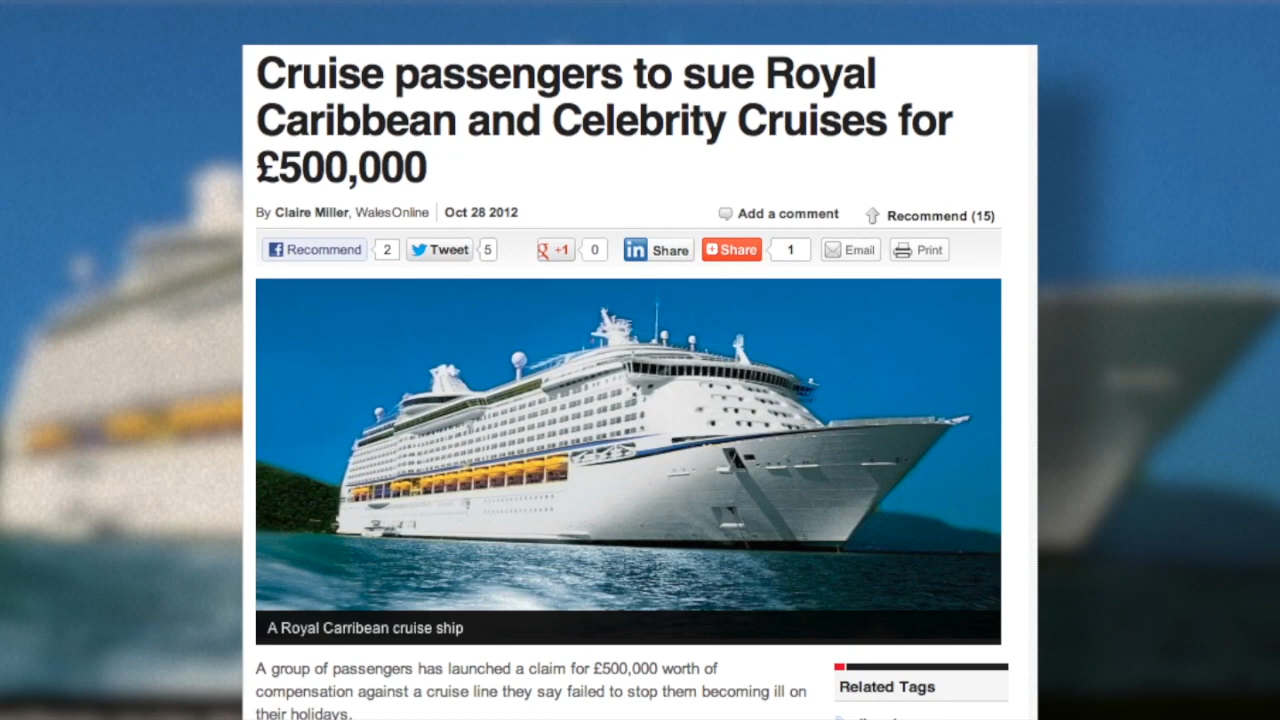 Cruise passengers to sue Royal
Caribbean and Celebrity Cruises for
£500,000
By Claire Miller, WalesOnline Oct 28 2012
Add a comment Recommend (15)
Recommend 2 Tweet 5 +1 0 in Share Share 1 Email Print
A Royal Carribean cruise ship
A group of passengers has launched a claim for £500,000 worth of
compensation against a cruise line they say failed to stop them becoming ill on
their holidays.
Related Tags